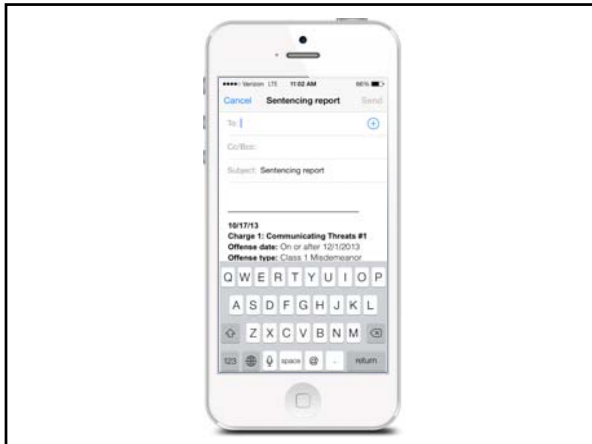 Verizon LTE 11:02 AM 66%
Cancel Sentencing report Send
To:
Cc/Bcc:
Subject: Sentencing report
10/17/13
Charge 1: Communicating Threats #1
Offense date: On or after 12/1/2013
Offense type: Class 1 Misdemeanor
Q W E R T Y U I O P
A S D F G H J K L
Z X C V B N M
123 space @ . return